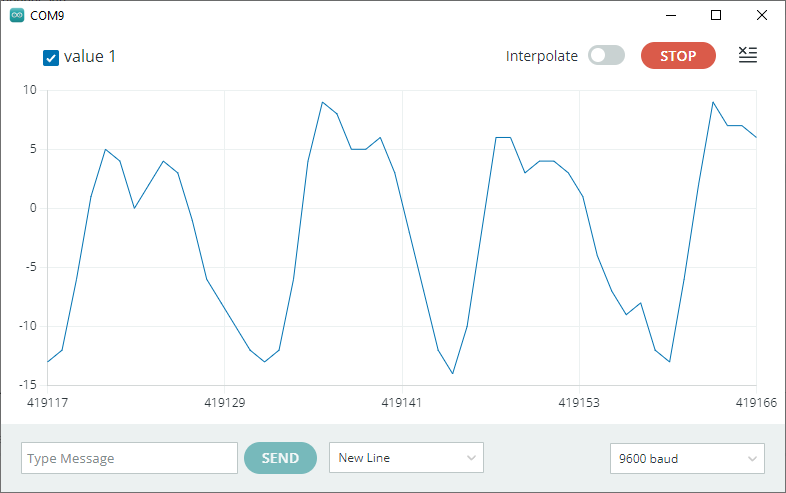 COM9
value 1
Interpolate
STOP
10
5
0
-5
-10
-15
419117 419129 419141 419153 419166
Type Message
SEND
New Line
9600 baud